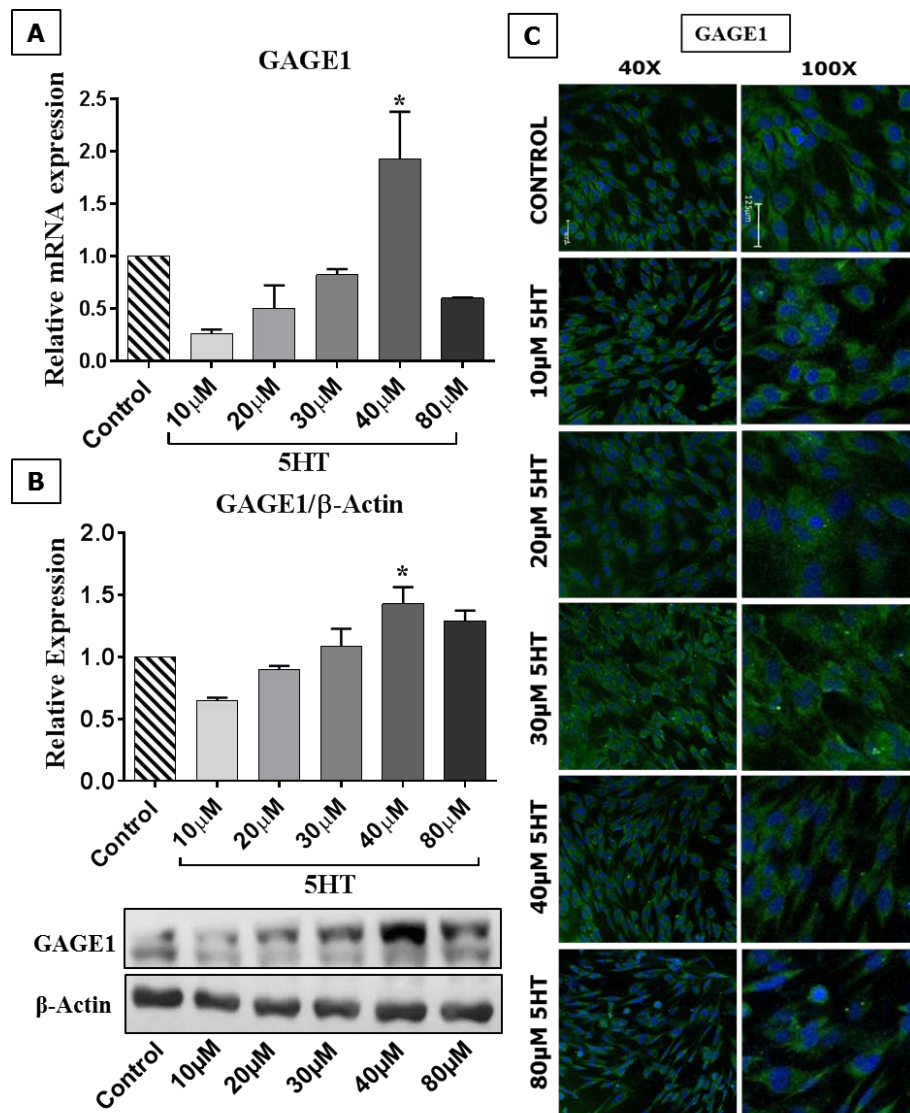 A
GAGE1
Relative mRNA expression
2.5
2.0
1.5
1.0
0.5
0.0
*
Control
10µM
20µM
30µM
40µM
80µM
5HT
B
GAGE1/β-Actin
Relative Expression
2.0
1.5
1.0
0.5
0.0
*
Control
10µM
20µM
30µM
40µM
80µM
5HT
GAGE1
β-Actin
Control
10µM
20µM
30µM
40µM
80µM
C
GAGE1
40X
100X
CONTROL
125µm
10µM 5HT
20µM 5HT
30µM 5HT
40µM 5HT
80µM 5HT